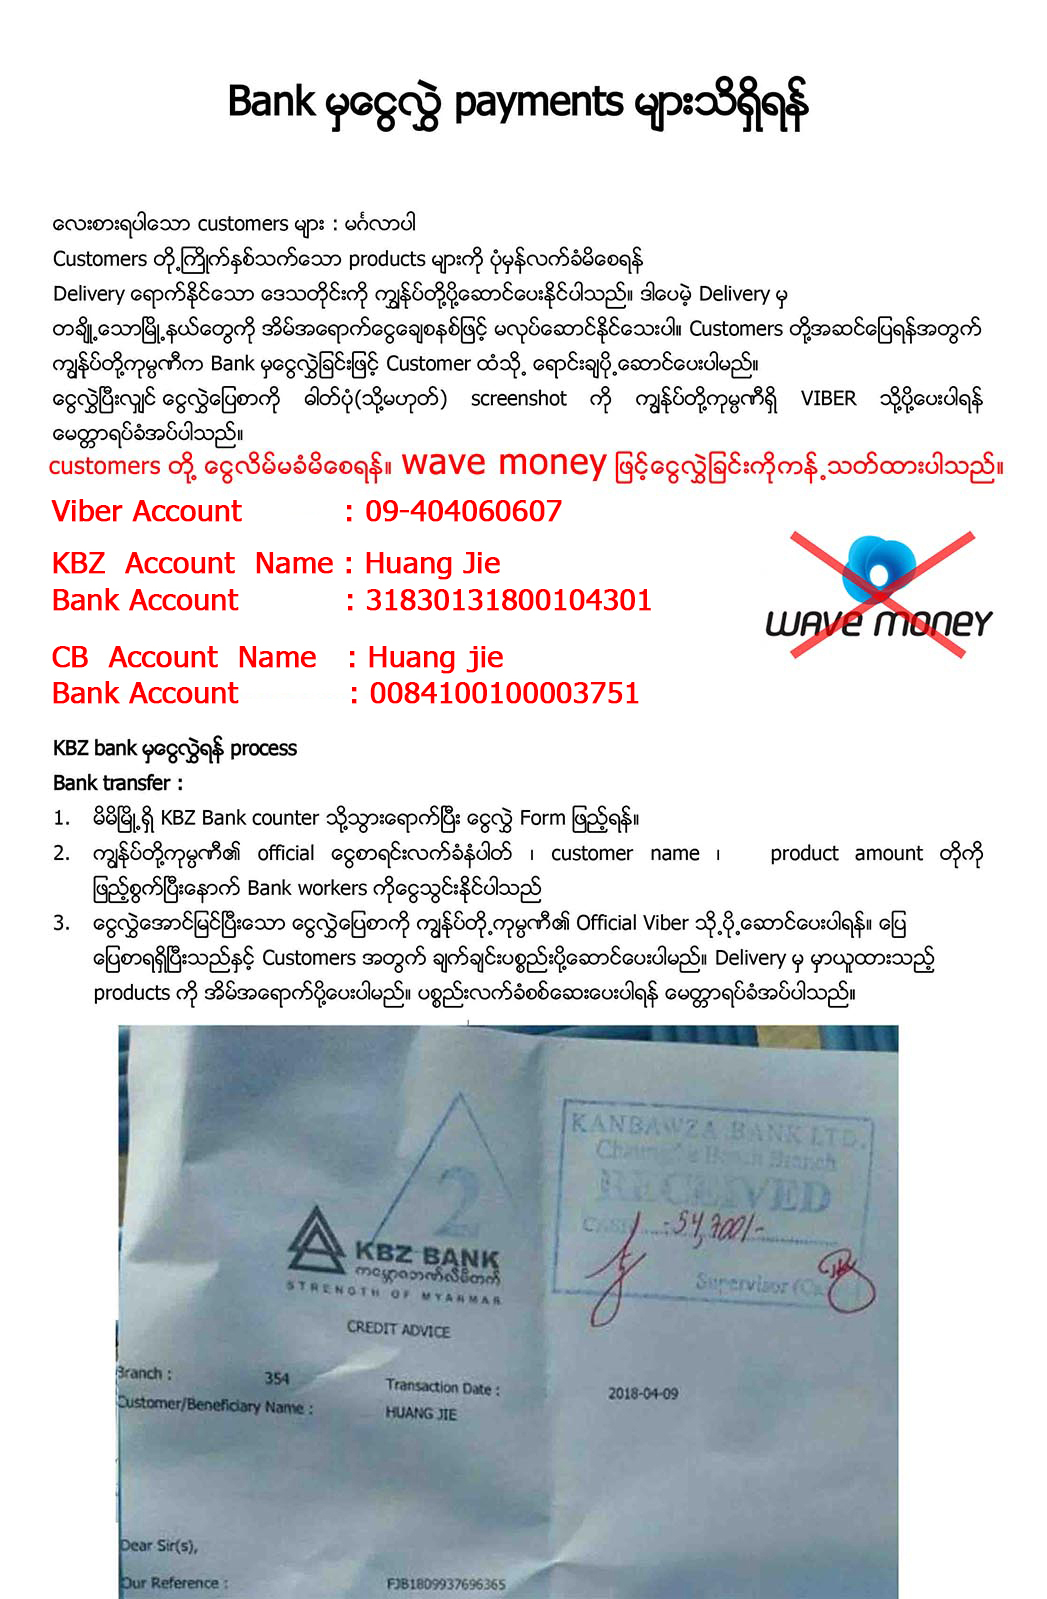 Bank မှငွေလွှဲ payments များသိရှိရန်
လေးစားရပါသော customers များ : မင်္ဂလာပါ
Customers တို့ကြိုက်နှစ်သက်သော products များကို ပုံမှန်လက်ခံမိစေရန်
Delivery ရောက်နိုင်သော ဒေသတိုင်းကို ကျွန်ုပ်တို့ပို့ဆောင်ပေးနိုင်ပါသည်။ ဒါပေမဲ့ Delivery မှ
တချို့သောမြို့နယ်တွေကို အိမ်အရောက်ငွေချေစနစ်ဖြင့် မလုပ်ဆောင်နိုင်သေးပါ။ Customers တို့အဆင်ပြေရန်အတွက်
ကျွန်ုပ်တို့ကုမ္ပဏီက Bank မှငွေလွှဲခြင်းဖြင့် Customer ထံသို့ ရောင်းချပို့ဆောင်ပေးပါမည်။
ငွေလွှဲပြီးလျှင် ငွေလွှဲပြေစာကို ဓါတ်ပုံ(သို့မဟုတ်) screenshot ကို ကျွန်ုပ်တို့ကုမ္ပဏီရှိ VIBER သို့ပို့ပေးပါရန်
မေတ္တာရပ်ခံအပ်ပါသည်။
customers တို့ ငွေလိမ်မခံမိစေရန်။ wave money ဖြင့်ငွေလွှဲခြင်းကိုကန့်သတ်ထားပါသည်။
Viber Account : 09-404060607
KBZ Account Name : Huang Jie
Bank Account : 31830131800104301
CB Account Name : Huang jie
Bank Account : 0084100100003751
WAVE MONEY
KBZ bank မှငွေလွှဲရန် process
Bank transfer :
1. မိမိမြို့ရှိ KBZ Bank counter သို့သွားရောက်ပြီး ငွေလွှဲ Form ဖြည့်ရန်။
2. ကျွန်ုပ်တို့ကုမ္ပဏီ၏ official ငွေစာရင်းလက်ခံနံပါတ် ၊ customer name ၊ product amount တို့ကို
ဖြည့်စွက်ပြီးနောက် Bank workers ကိုငွေသွင်းနိုင်ပါသည်
3. ငွေလွှဲအောင်မြင်ပြီးသော ငွေလွှဲပြေစာကို ကျွန်ုပ်တို့ကုမ္ပဏီ၏ Official Viber သို့ပို့ဆောင်ပေးပါရန်။ ပြေ
ပြေစာရရှိပြီးသည်နှင့် Customers အတွက် ချက်ချင်းပစ္စည်းပို့ဆောင်ပေးပါမည်။ Delivery မှ မှာယူထားသည့်
products ကို အိမ်အရောက်ပို့ပေးပါမည်။ ပစ္စည်းလက်ခံစစ်ဆေးပေးပါရန် မေတ္တာရပ်ခံအပ်ပါသည်။
2
KANBAWZA BANK LTD.
Branch
RECEIVED
CASH 54,700/-
Supervisor
KBZ BANK
ကမ္ဘောဇဘဏ်လီမိတက်
STRENGTH OF MYANMAR
CREDIT ADVICE
Branch : 354
Transaction Date : 2018-04-09
Customer/Beneficiary Name : HUANG JIE
Dear Sir(s),
Our Reference : FJB1809937696365